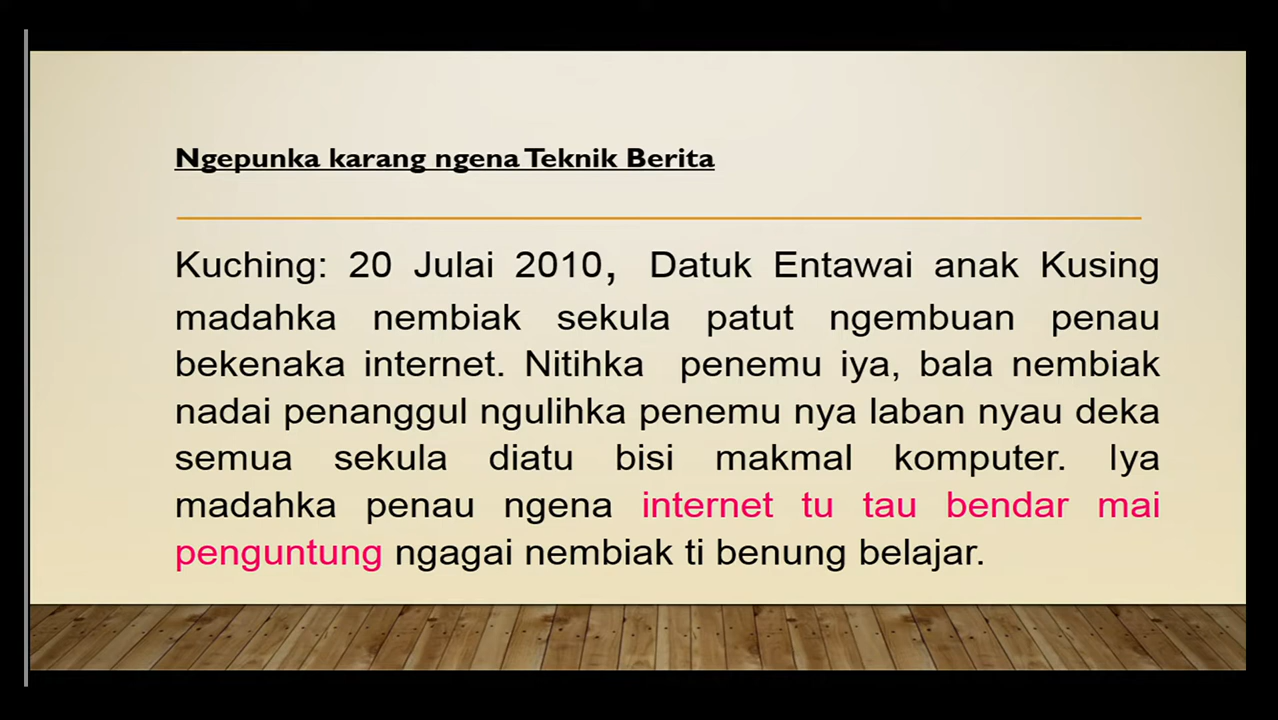 Ngepunka karang ngena Teknik Berita
Kuching: 20 Julai 2010, Datuk Entawai anak Kusing
madahka nembiak sekula patut ngembuan penau
bekenaka internet. Nitihka penemu iya, bala nembiak
nadai penanggul ngulihka penemu nya laban nyau deka
semua sekula diatu bisi makmal komputer. Iya
madahka penau ngena internet tu tau bendar mai
penguntung ngagai nembiak ti benung belajar.